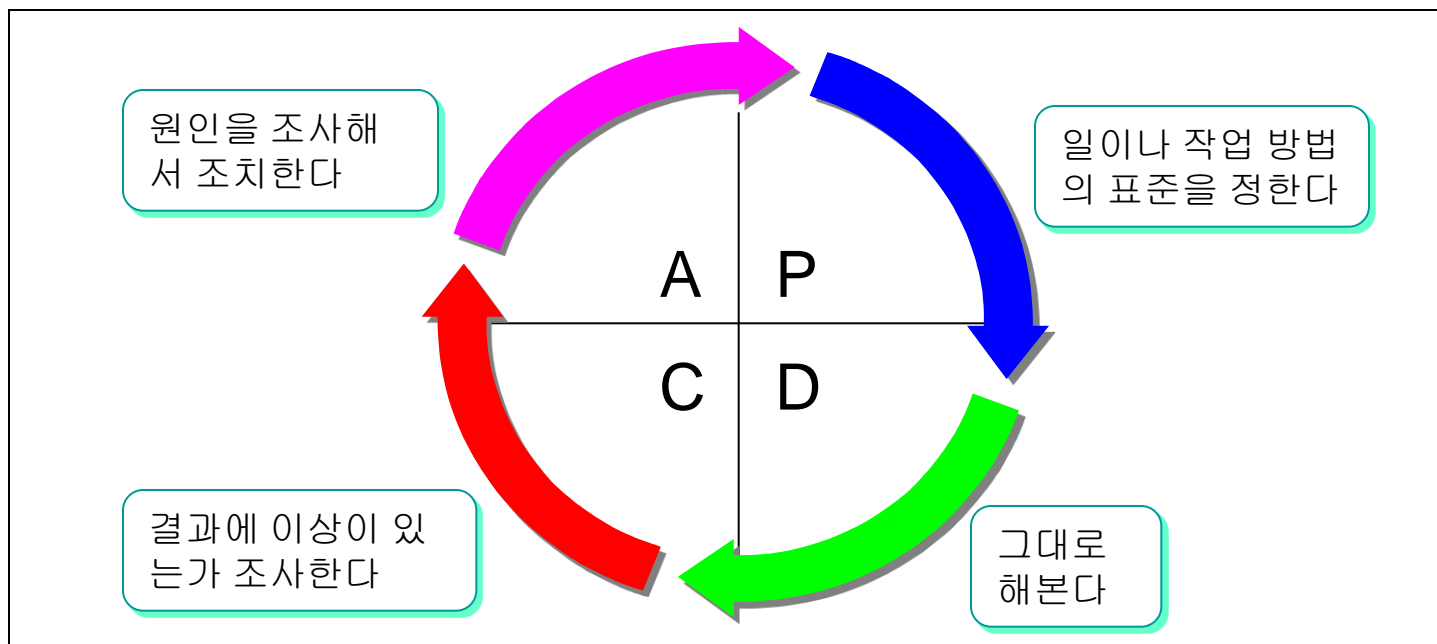 원인을 조사해
서 조치한다
일이나 작업 방법
의 표준을 정한다
A P
C D
결과에 이상이 있
는가 조사한다
그대로
해본다